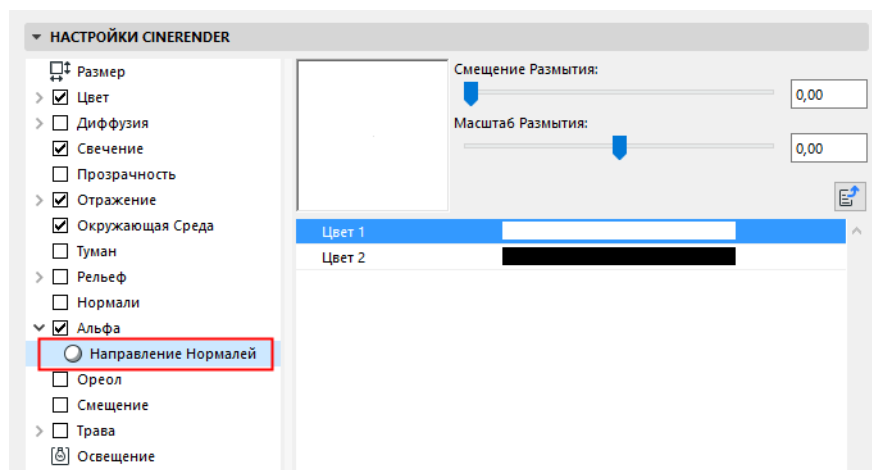 НАСТРОЙКИ CINERENDER
Размер
Цвет
Диффузия
Свечение
Прозрачность
Отражение
Окружающая Среда
Туман
Рельеф
Нормали
Альфа
Направление Нормалей
Ореол
Смещение
Трава
Освещение
Смещение Размытия:
0,00
Масштаб Размытия:
0,00
Цвет 1
Цвет 2